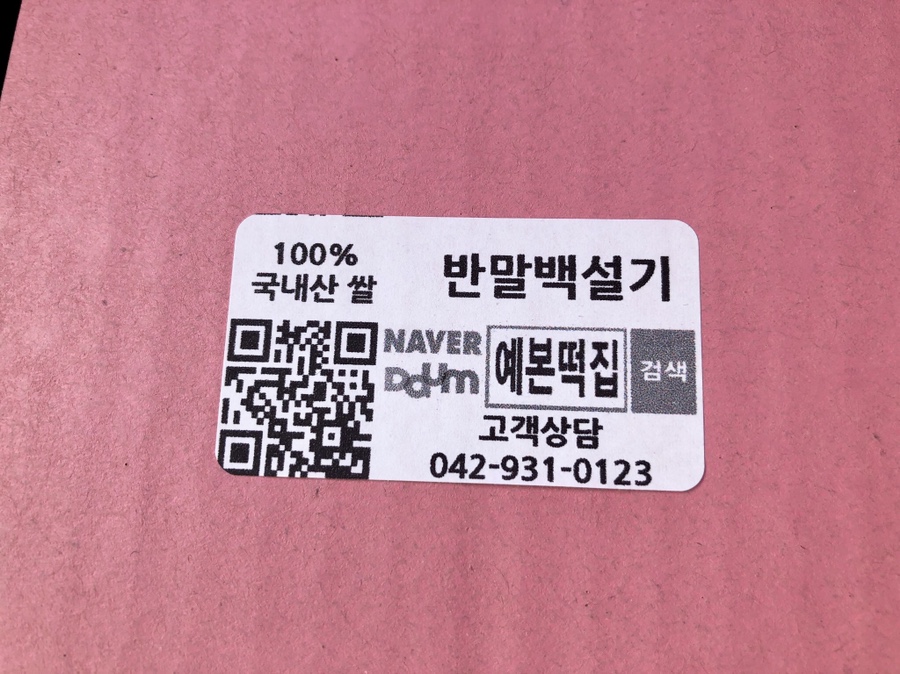 100%
국내산 쌀
반말백설기
NAVER
Daum
예본떡집
검색
고객상담
042-931-0123